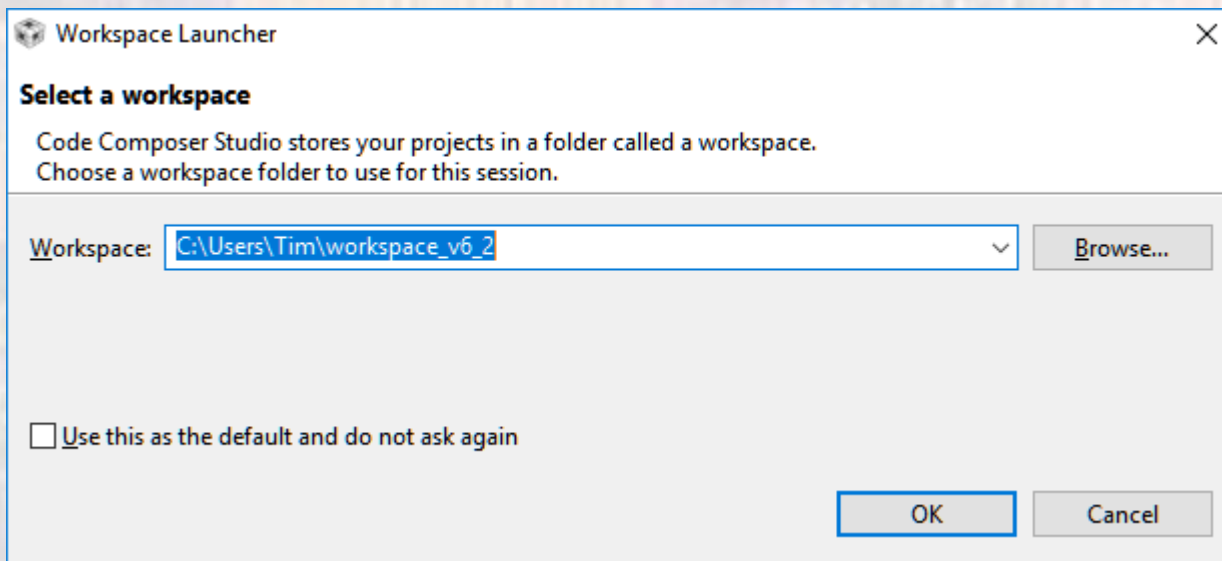 Workspace Launcher
Select a workspace
Code Composer Studio stores your projects in a folder called a workspace.
Choose a workspace folder to use for this session.
Workspace: C:\Users\Tim\workspace_v6_2 Browse...
Use this as the default and do not ask again
OK Cancel